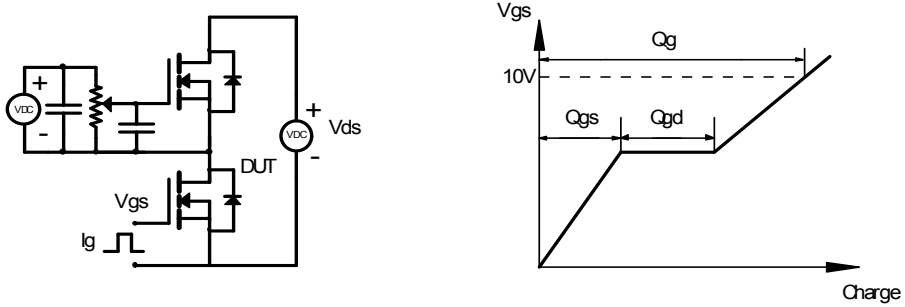 +
VDC
-
Vgs
Ig
DUT
+
VDC
-
Vds
Vgs
Qg
10V
Qgs
Qgd
Charge